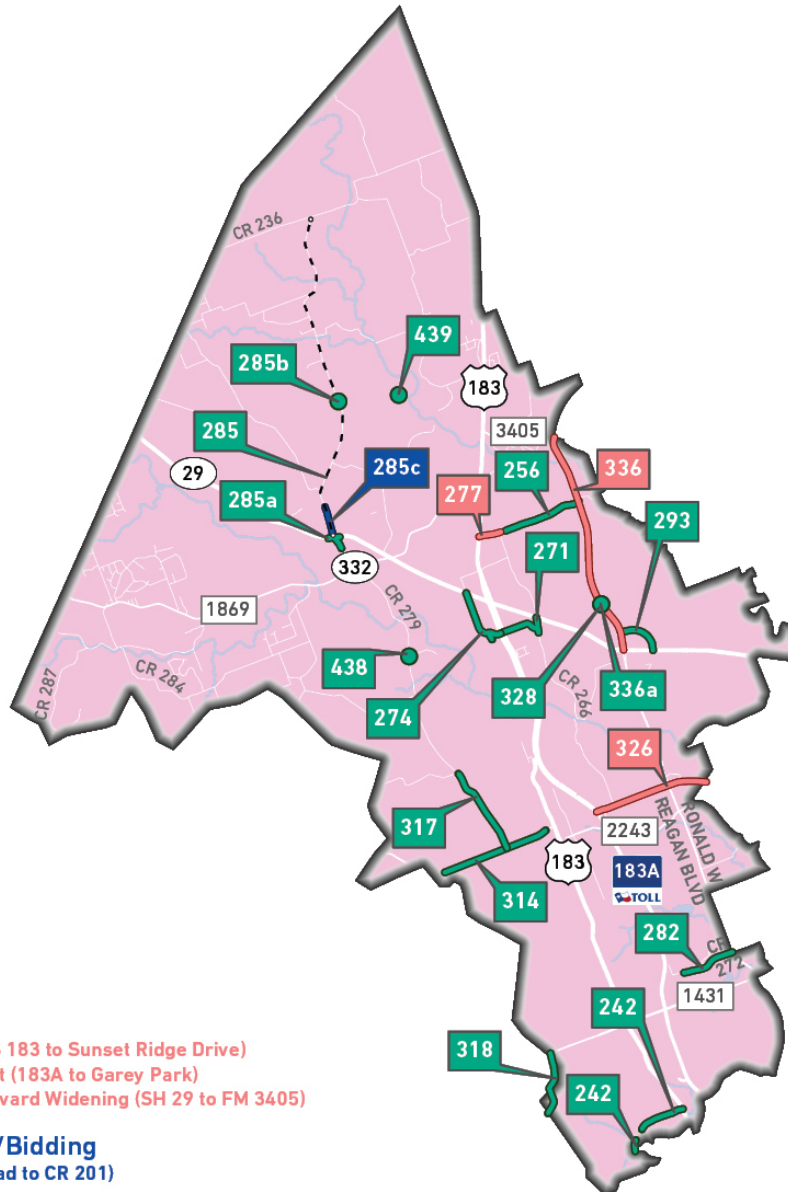 CR 236
439
285b
183
3405
285
256
336
29
285c
277
285a
293
271
332
1869
CR 279
CR 284
CR 287
438
274
328
CR 266
336a
326
317
2243
RONALD W
REAGAN BLVD
183
183A
TOLL
314
282
CR
272
1431
242
318
242
183 to Sunset Ridge Drive)
t (183A to Garey Park)
vard Widening (SH 29 to FM 3405)
/Bidding
ad to CR 201)